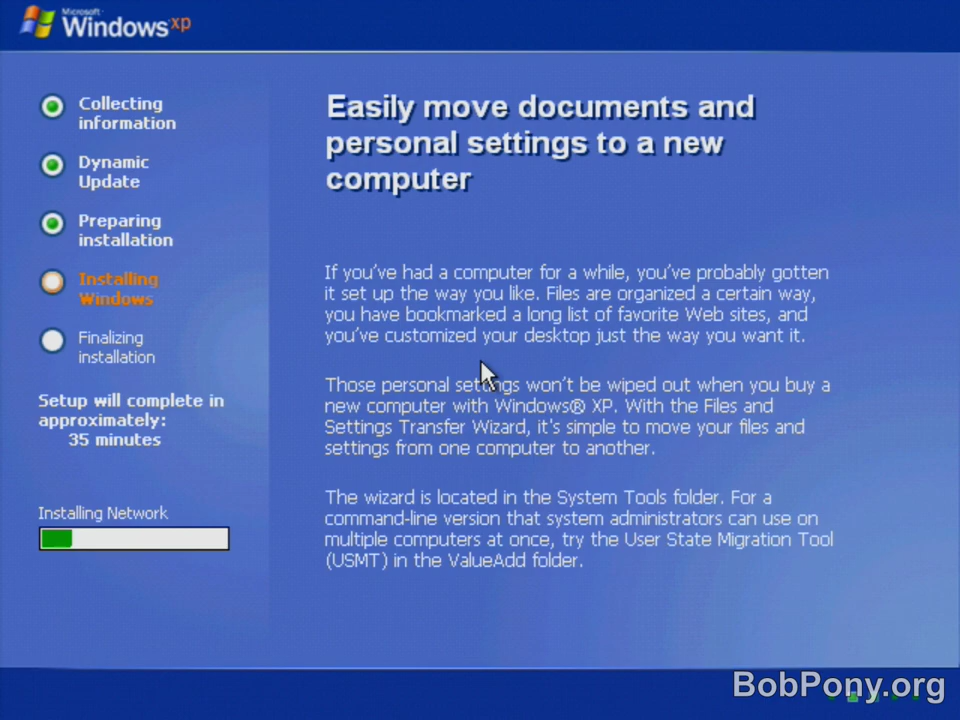 Microsoft®
Windows xp
Collecting
information
Dynamic
Update
Preparing
installation
Installing
Windows
Finalizing
installation
Setup will complete in
approximately:
35 minutes
Installing Network
Easily move documents and
personal settings to a new
computer
If you've had a computer for a while, you've probably gotten
it set up the way you like. Files are organized a certain way,
you have bookmarked a long list of favorite Web sites, and
you've customized your desktop just the way you want it.
Those personal settings won't be wiped out when you buy a
new computer with Windows® XP. With the Files and
Settings Transfer Wizard, it's simple to move your files and
settings from one computer to another.
The wizard is located in the System Tools folder. For a
command-line version that system administrators can use on
multiple computers at once, try the User State Migration Tool
(USMT) in the ValueAdd folder.
BobPony.org